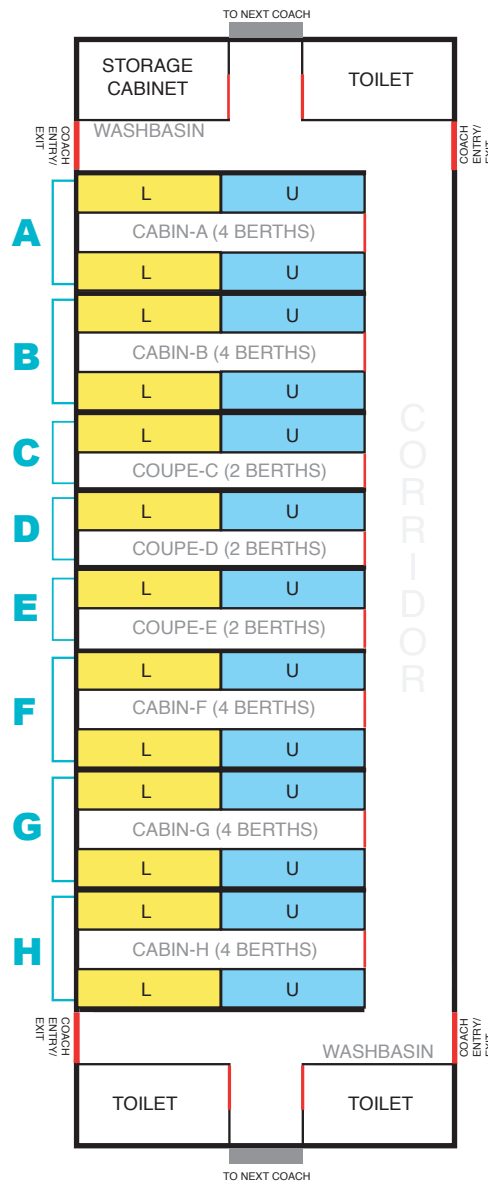 TO NEXT COACH
STORAGE
CABINET
TOILET
WASHBASIN
COACH
ENTRY/
EXIT
COACH
ENTRY/
EXIT
A
L U
CABIN-A (4 BERTHS)
L U
B
L U
CABIN-B (4 BERTHS)
L U
C
L U
COUPE-C (2 BERTHS)
D
L U
COUPE-D (2 BERTHS)
E
L U
COUPE-E (2 BERTHS)
F
L U
CABIN-F (4 BERTHS)
L U
G
L U
CABIN-G (4 BERTHS)
L U
H
L U
CABIN-H (4 BERTHS)
L U
CORRIDOR
COACH
ENTRY/
EXIT
COACH
ENTRY/
EXIT
WASHBASIN
TOILET
TOILET
TO NEXT COACH